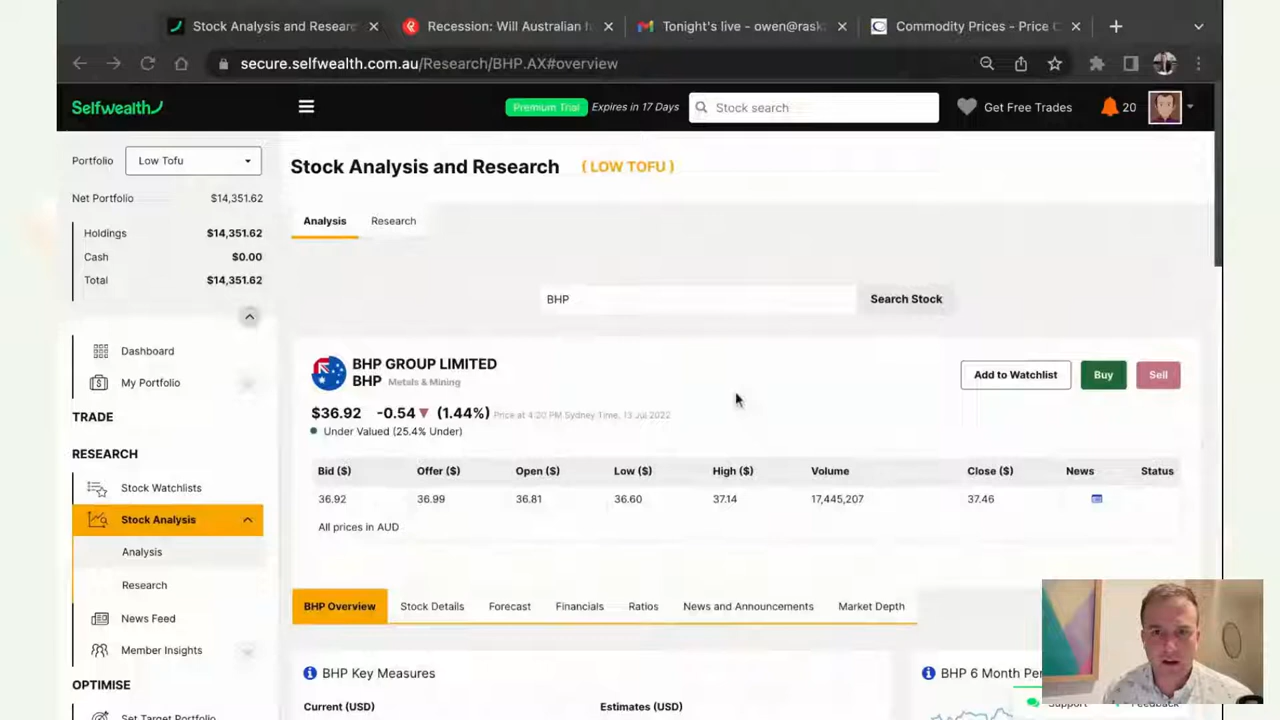 Stock Analysis and Resear
Recession: Will Australian
Tonight's live - owen@rask
Commodity Prices - Price C
secure.selfwealth.com.au/Research/BHP.AX#overview
Selfwealth
Premium Trial Expires in 17 Days
Stock search
Get Free Trades
20
Portfolio
Low Tofu
Net Portfolio $14,351.62
Holdings $14,351.62
Cash $0.00
Total $14,351.62
Dashboard
My Portfolio
TRADE
RESEARCH
Stock Watchlists
Stock Analysis
Analysis
Research
News Feed
Member Insights
OPTIMISE
Set Target Portfolio
Stock Analysis and Research ( LOW TOFU )
Analysis Research
BHP Search Stock
BHP GROUP LIMITED
BHP Metals & Mining
Add to Watchlist Buy Sell
$36.92 -0.54 (1.44%) Price at 4:20 PM Sydney Time, 13 Jul 2022
Under Valued (25.4% Under)
Bid ($) Offer ($) Open ($) Low ($) High ($) Volume Close ($) News Status
36.92 36.99 36.81 36.60 37.14 17,445,207 37.46
All prices in AUD
BHP Overview Stock Details Forecast Financials Ratios News and Announcements Market Depth
BHP Key Measures
Current (USD) Estimates (USD)
BHP 6 Month Per
Support Feedback